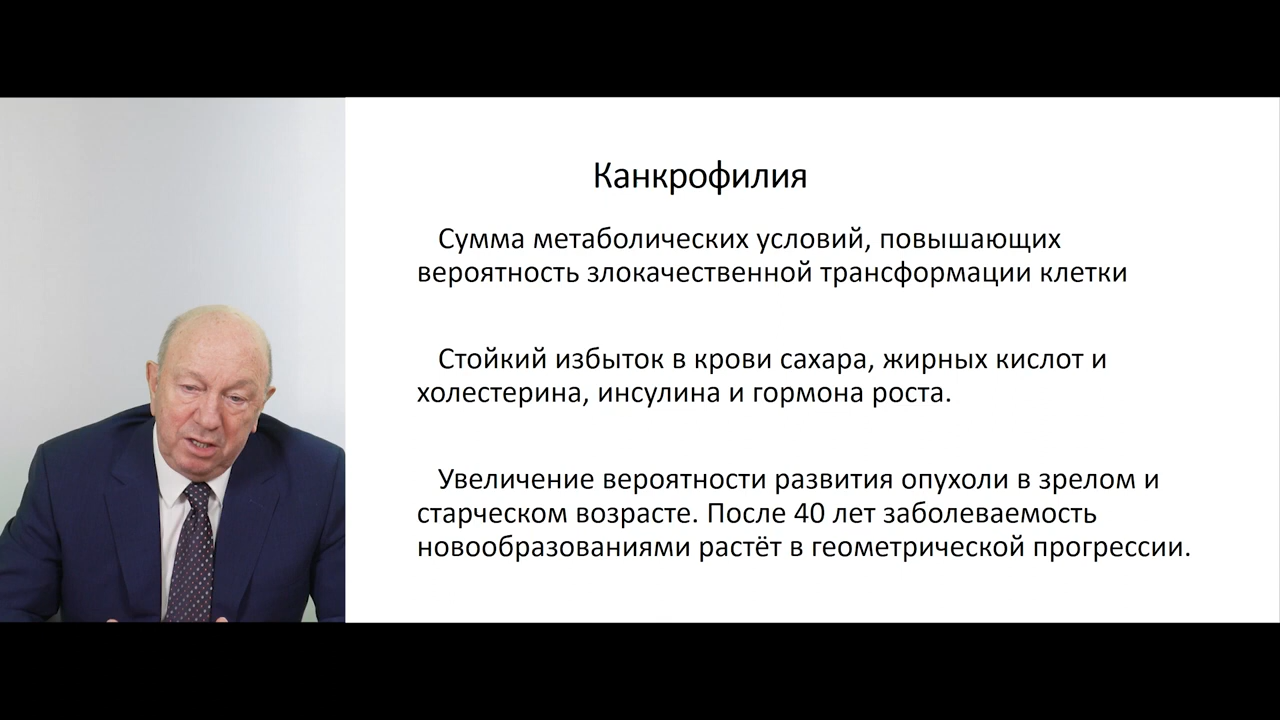 Канкрофилия
Сумма метаболических условий, повышающих
вероятность злокачественной трансформации клетки
Стойкий избыток в крови сахара, жирных кислот и
холестерина, инсулина и гормона роста.
Увеличение вероятности развития опухоли в зрелом и
старческом возрасте. После 40 лет заболеваемость
новообразованиями растёт в геометрической прогрессии.